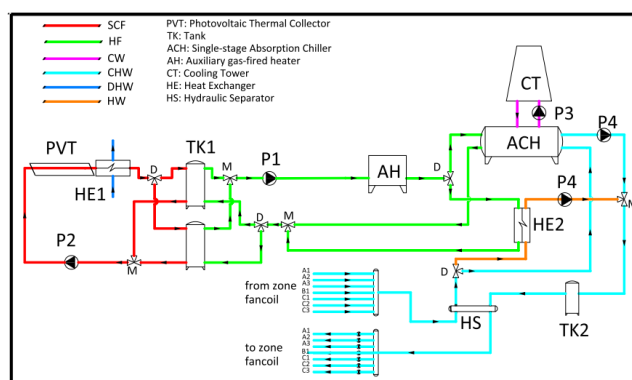 SCF
HF
CW
CHW
DHW
HW
PVT: Photovoltaic Thermal Collector
TK: Tank
ACH: Single-stage Absorption Chiller
AH: Auxiliary gas-fired heater
CT: Cooling Tower
HE: Heat Exchanger
HS: Hydraulic Separator
CT
P3
P4
ACH
PVT
HE1
D
TK1
M
P1
AH
D
P4
M
HE2
D
M
P2
M
D
HS
TK2
from zone
fancoil
A1
A2
A3
B1
C1
C2
C3
to zone
fancoil
A1
A2
A3
B1
C1
C2
C3